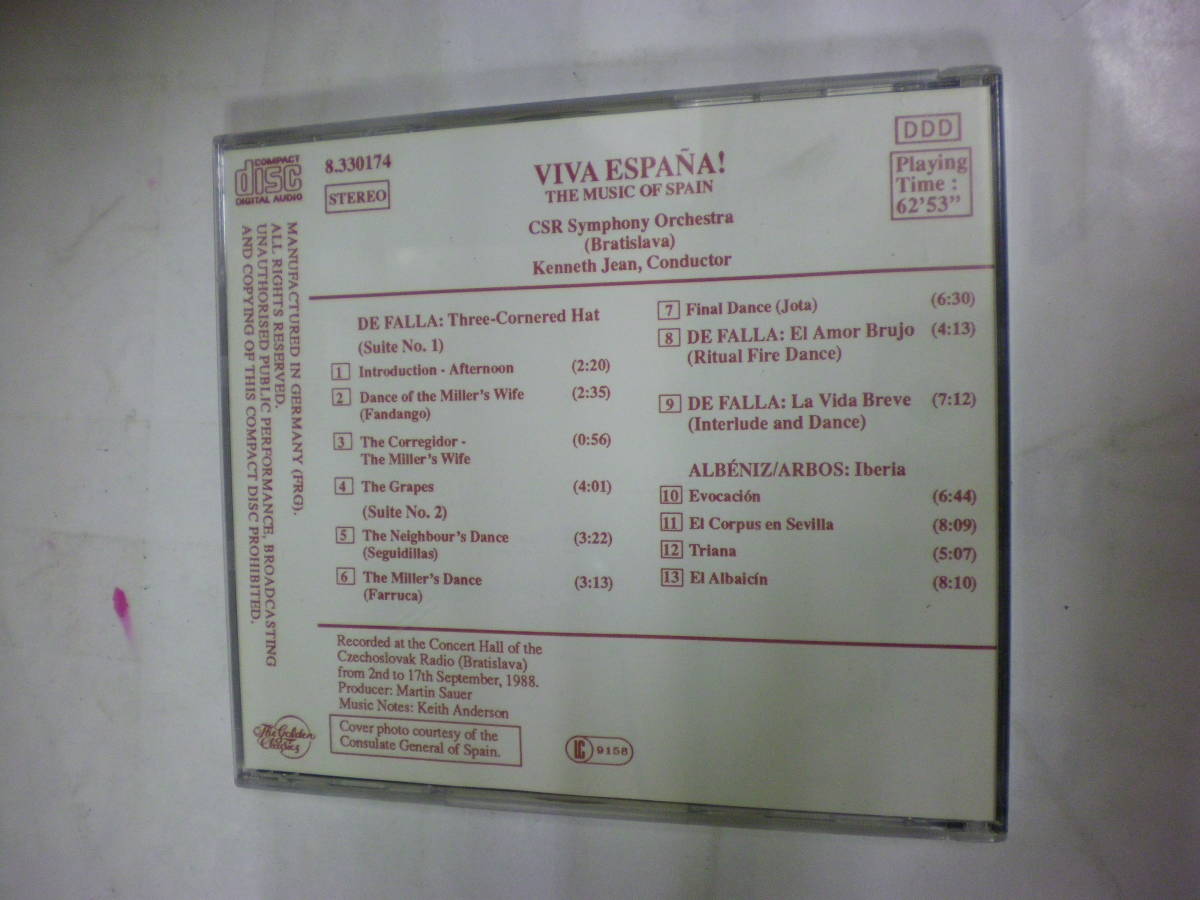 COMPACT
disc
DIGITAL AUDIO
8.330174
STEREO
VIVA ESPAÑA!
THE MUSIC OF SPAIN
CSR Symphony Orchestra
(Bratislava)
Kenneth Jean, Conductor
DDD
Playing
Time :
62'53"
MANUFACTURED IN GERMANY (FRG).
ALL RIGHTS RESERVED.
UNAUTHORISED PUBLIC PERFORMANCE, BROADCASTING
AND COPYING OF THIS COMPACT DISC PROHIBITED.
DE FALLA: Three-Cornered Hat
(Suite No. 1)
1 Introduction - Afternoon (2:20)
2 Dance of the Miller's Wife (2:35)
(Fandango)
3 The Corregidor - (0:56)
The Miller's Wife
4 The Grapes (4:01)
(Suite No. 2)
5 The Neighbour's Dance (3:22)
(Seguidillas)
6 The Miller's Dance (3:13)
(Farruca)
7 Final Dance (Jota) (6:30)
8 DE FALLA: El Amor Brujo (4:13)
(Ritual Fire Dance)
9 DE FALLA: La Vida Breve (7:12)
(Interlude and Dance)
ALBÉNIZ/ARBOS: Iberia
10 Evocación (6:44)
11 El Corpus en Sevilla (8:09)
12 Triana (5:07)
13 El Albaicín (8:10)
Recorded at the Concert Hall of the
Czechoslovak Radio (Bratislava)
from 2nd to 17th September, 1988.
Producer: Martin Sauer
Music Notes: Keith Anderson
Cover photo courtesy of the
Consulate General of Spain.
The Golden
Classics
LC 9158